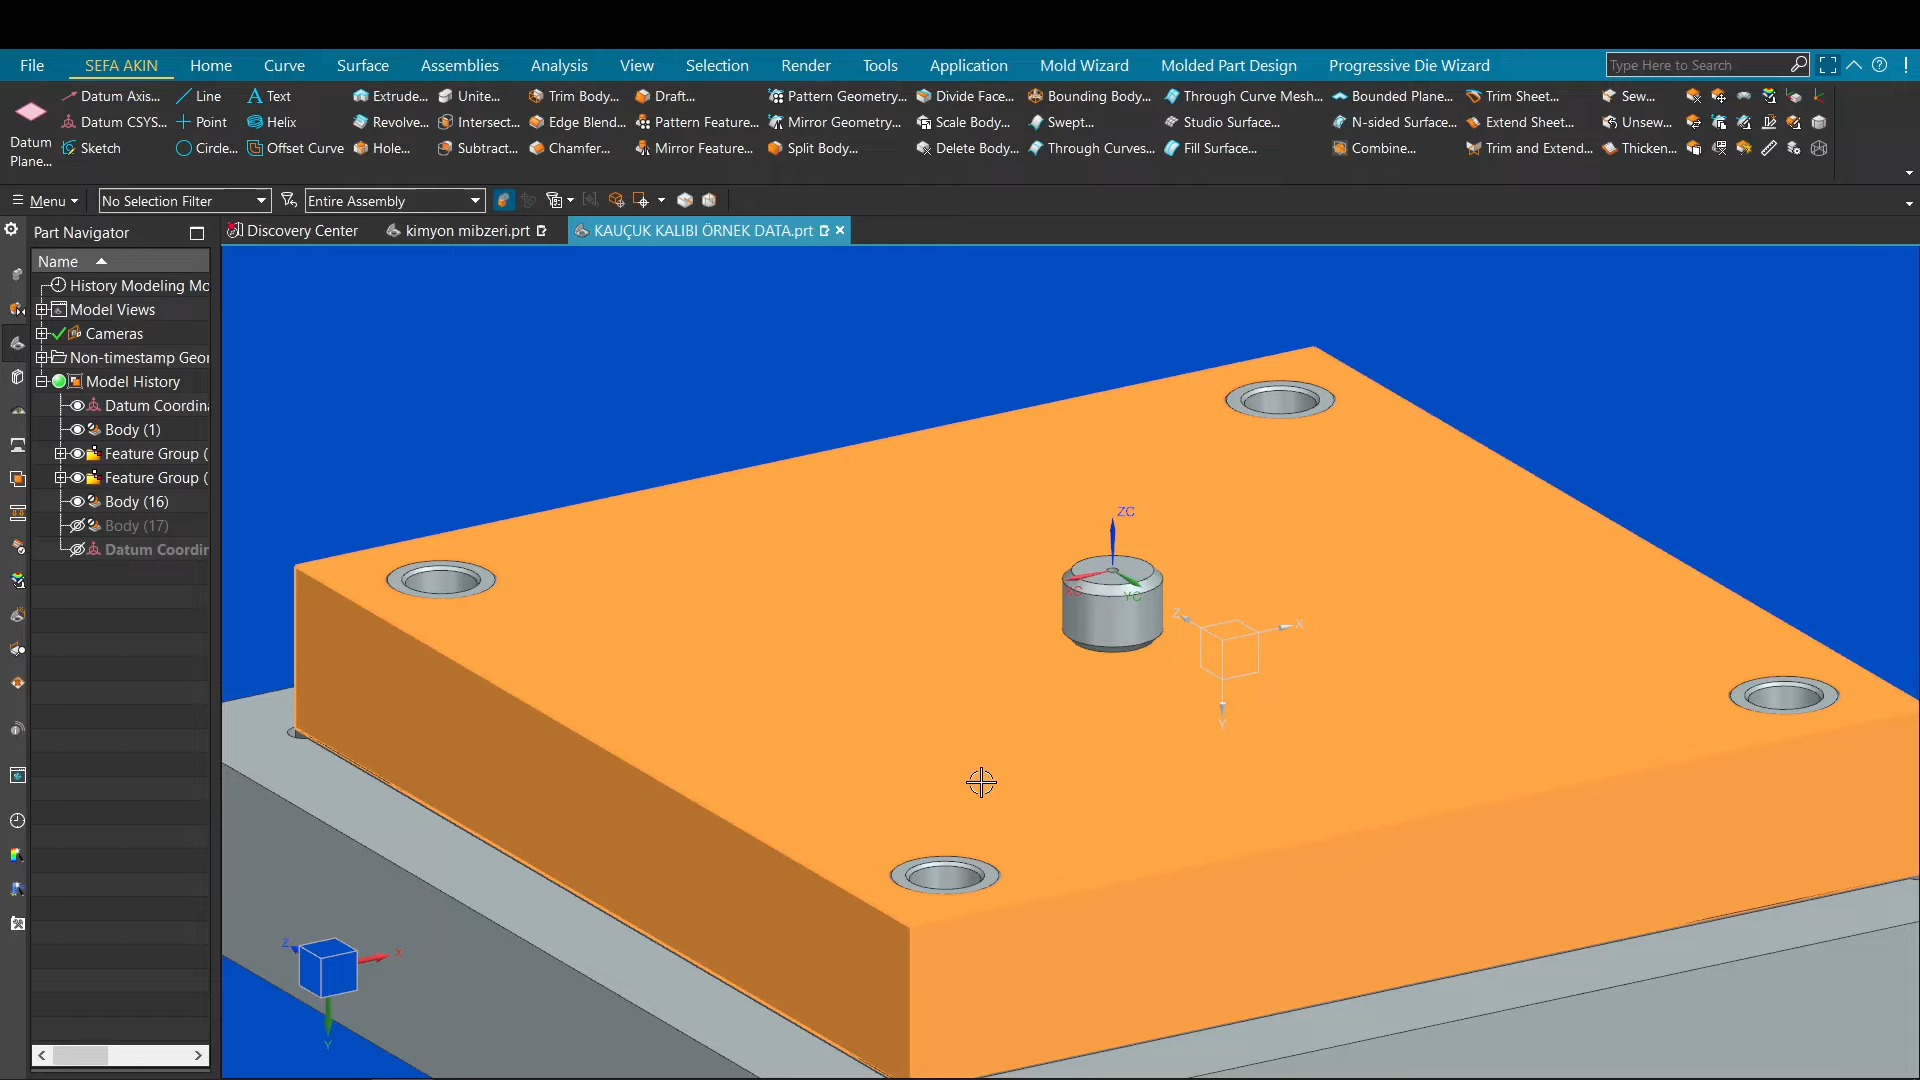 File SEFA AKIN Home Curve Surface Assemblies Analysis View Selection Render Tools Application Mold Wizard Molded Part Design Progressive Die Wizard Type Here to Search
Datum Plane...
Datum Axis... Line Text Extrude... Unite... Trim Body... Draft... Pattern Geometry... Divide Face... Bounding Body... Through Curve Mesh... Bounded Plane... Trim Sheet... Sew...
Datum CSYS... Point Helix Revolve... Intersect... Edge Blend... Pattern Feature... Mirror Geometry... Scale Body... Swept... Studio Surface... N-sided Surface... Extend Sheet... Unsew...
Sketch Circle... Offset Curve Hole... Subtract... Chamfer... Mirror Feature... Split Body... Delete Body... Through Curves... Fill Surface... Combine... Trim and Extend... Thicken...
Menu No Selection Filter Entire Assembly
Part Navigator Discovery Center kimyon mibzeri.prt KAUÇUK KALIBI ÖRNEK DATA.prt
Name
History Modeling Mo
Model Views
Cameras
Non-timestamp Geor
Model History
Datum Coordina
Body (1)
Feature Group (
Feature Group (
Body (16)
Body (17)
Datum Coordin
ZC
XC YC
Z X
Y
Z X
Y